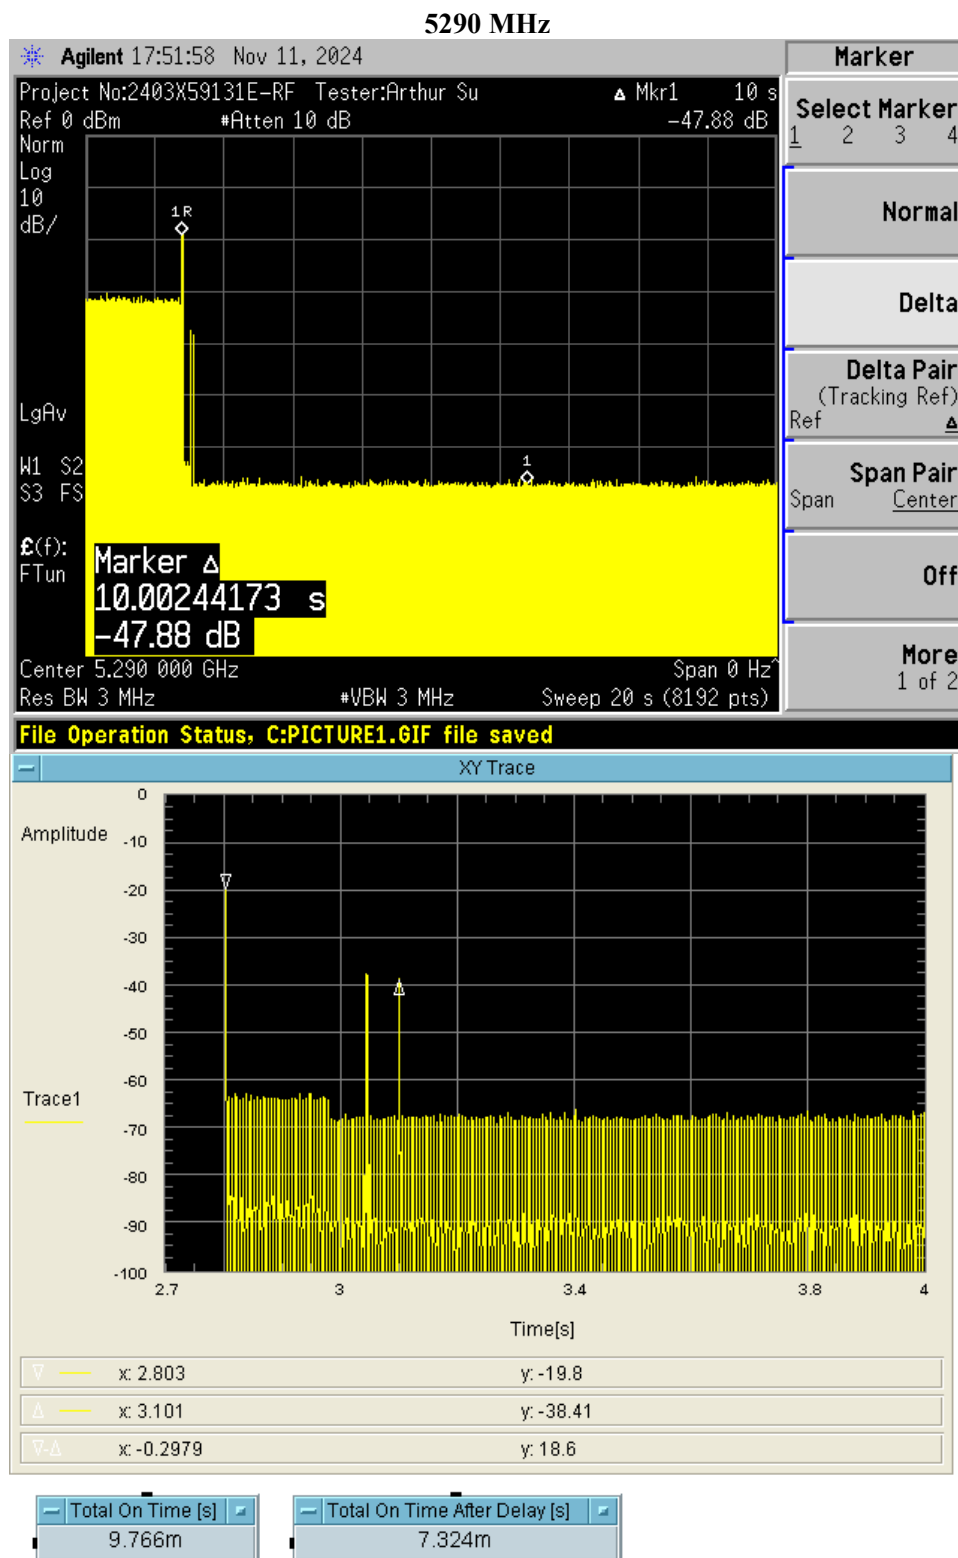 5290 MHz
Agilent 17:51:58 Nov 11, 2024
Marker
Project No:2403X59131E-RF Tester:Arthur Su
Δ Mkr1 10 s
Ref 0 dBm #Atten 10 dB -47.88 dB
Norm
Log
10
dB/
1R
LgAv
W1 S2
S3 FS
£(f):
FTun
1
Marker Δ
10.00244173 s
-47.88 dB
Center 5.290 000 GHz Span 0 Hz^
Res BW 3 MHz #VBW 3 MHz Sweep 20 s (8192 pts)
Select Marker
1 2 3 4
Normal
Delta
Delta Pair
(Tracking Ref)
Ref Δ
Span Pair
Span Center
Off
More
1 of 2
File Operation Status, C:PICTURE1.GIF file saved
XY Trace
Amplitude
Trace1
0
-10
-20
-30
-40
-50
-60
-70
-80
-90
-100
2.7 3 3.4 3.8 4
Time[s]
∇ x: 2.803 y: -19.8
Δ x: 3.101 y: -38.41
∇-Δ x: -0.2979 y: 18.6
Total On Time [s]
9.766m
Total On Time After Delay [s]
7.324m